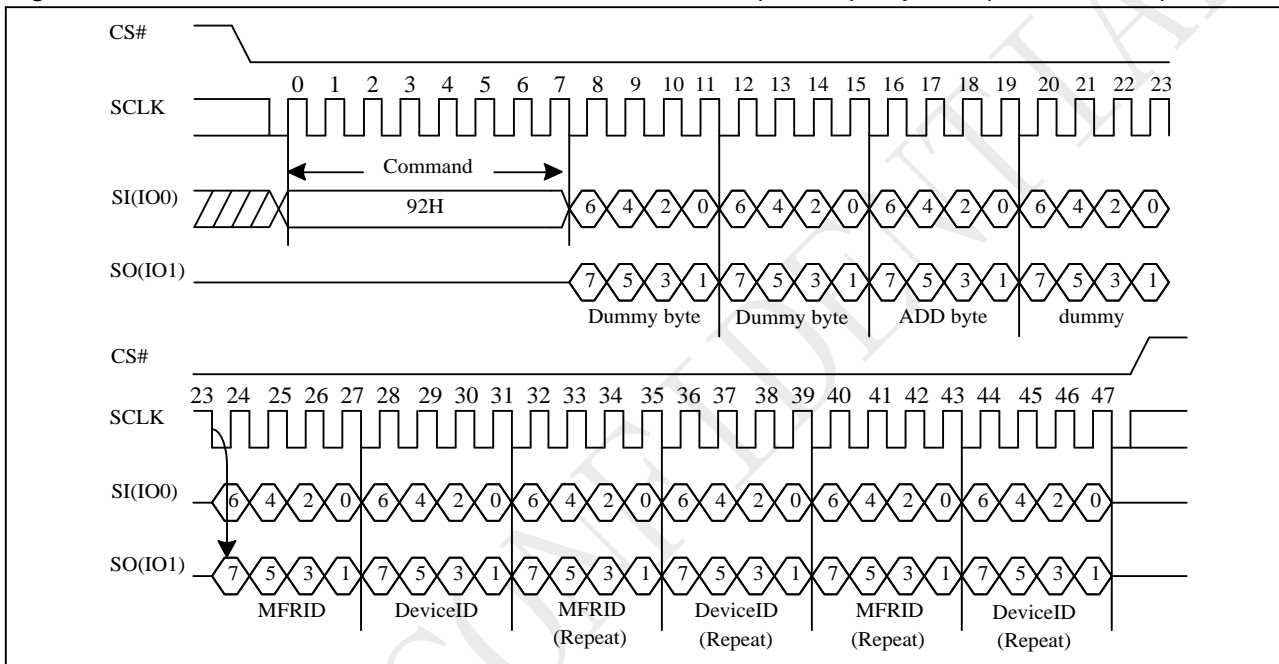 CS#
0 1 2 3 4 5 6 7 8 9 10 11 12 13 14 15 16 17 18 19 20 21 22 23
SCLK
Command
SI(IO0)
92H
6 4 2 0 6 4 2 0 6 4 2 0 6 4 2 0
SO(IO1)
7 5 3 1 7 5 3 1 7 5 3 1 7 5 3 1
Dummy byte Dummy byte ADD byte dummy
CS#
23 24 25 26 27 28 29 30 31 32 33 34 35 36 37 38 39 40 41 42 43 44 45 46 47
SCLK
SI(IO0)
6 4 2 0 6 4 2 0 6 4 2 0 6 4 2 0 6 4 2 0 6 4 2 0
SO(IO1)
7 5 3 1 7 5 3 1 7 5 3 1 7 5 3 1 7 5 3 1 7 5 3 1
MFRID DeviceID MFRID DeviceID MFRID DeviceID
(Repeat) (Repeat) (Repeat) (Repeat)
CONFIDENTIA